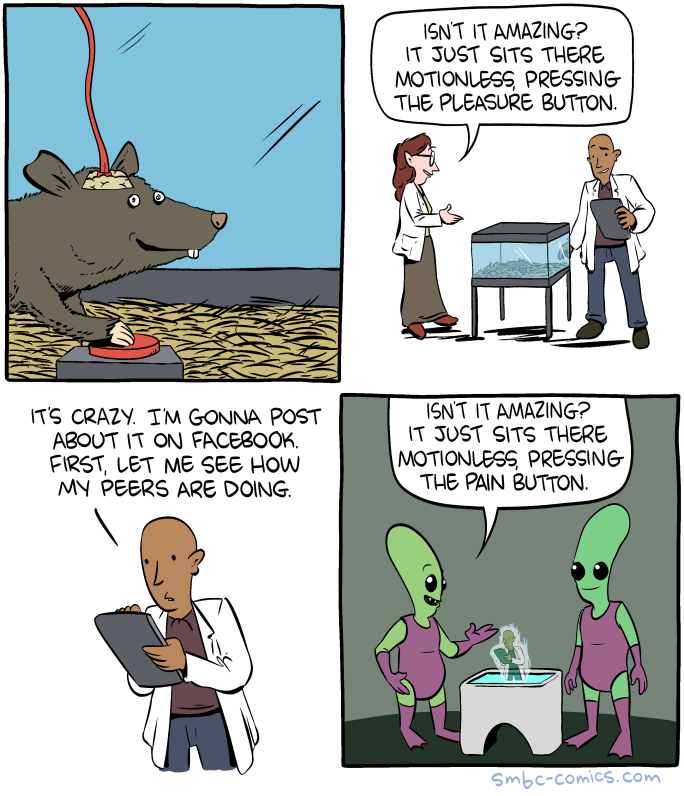 ISN'T IT AMAZING?
IT JUST SITS THERE
MOTIONLESS, PRESSING
THE PLEASURE BUTTON.
IT'S CRAZY. I'M GONNA POST
ABOUT IT ON FACEBOOK.
FIRST, LET ME SEE HOW
MY PEERS ARE DOING.
ISN'T IT AMAZING?
IT JUST SITS THERE
MOTIONLESS, PRESSING
THE PAIN BUTTON.
smbc-comics.com